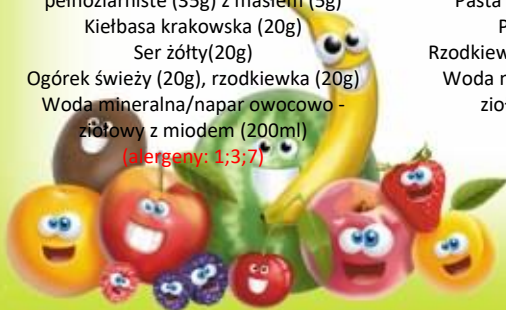 pełnoziarniste (35g) z masłem (5g)
Kiełbasa krakowska (20g)
Ser żółty(20g)
Ogórek świeży (20g), rzodkiewka (20g)
Woda mineralna/napar owocowo -
ziołowy z miodem (200ml)
(alergeny: 1;3;7)
Pasta
P
Rzodkiew
Woda m
zioł